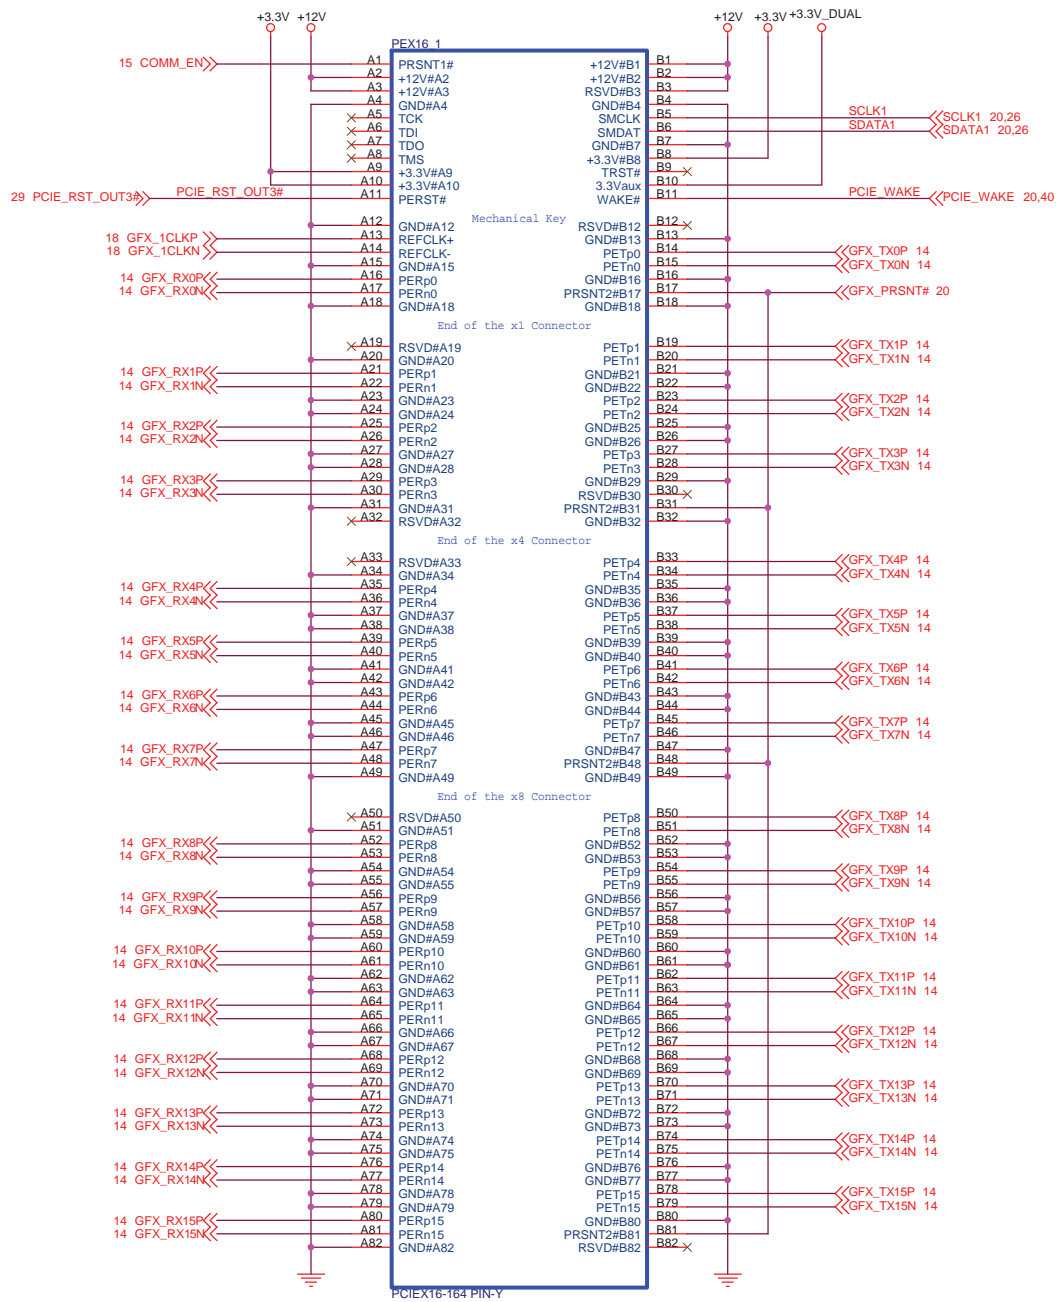 +3.3V +12V +12V +3.3V +3.3V_DUAL
PEX16_1
15 COMM_EN A1 PRSNT1# +12V#B1 B1
A2 +12V#A2 +12V#B2 B2
A3 +12V#A3 RSVD#B3 B3
A4 GND#A4 GND#B4 B4
A5 TCK SMCLK B5 SCLK1 SCLK1 20,26
A6 TDI SMDAT B6 SDATA1 SDATA1 20,26
A7 TDO GND#B7 B7
A8 TMS +3.3V#B8 B8
A9 +3.3V#A9 TRST# B9
A10 +3.3V#A10 3.3Vaux B10
29 PCIE_RST_OUT3# PCIE_RST_OUT3# A11 PERST# WAKE# B11 PCIE_WAKE PCIE_WAKE 20,40
Mechanical Key
A12 GND#A12 RSVD#B12 B12
18 GFX_1CLKP A13 REFCLK+ GND#B13 B13
18 GFX_1CLKN A14 REFCLK- PETp0 B14 GFX_TX0P 14
A15 GND#A15 PETn0 B15 GFX_TX0N 14
14 GFX_RX0P A16 PERp0 GND#B16 B16
14 GFX_RX0N A17 PERn0 PRSNT2#B17 B17 GFX_PRSNT# 20
A18 GND#A18 GND#B18 B18
End of the x1 Connector
A19 RSVD#A19 PETp1 B19 GFX_TX1P 14
A20 GND#A20 PETn1 B20 GFX_TX1N 14
14 GFX_RX1P A21 PERp1 GND#B21 B21
14 GFX_RX1N A22 PERn1 GND#B22 B22
A23 GND#A23 PETp2 B23 GFX_TX2P 14
A24 GND#A24 PETn2 B24 GFX_TX2N 14
14 GFX_RX2P A25 PERp2 GND#B25 B25
14 GFX_RX2N A26 PERn2 GND#B26 B26
A27 GND#A27 PETp3 B27 GFX_TX3P 14
A28 GND#A28 PETn3 B28 GFX_TX3N 14
14 GFX_RX3P A29 PERp3 GND#B29 B29
14 GFX_RX3N A30 PERn3 RSVD#B30 B30
A31 GND#A31 PRSNT2#B31 B31
A32 RSVD#A32 GND#B32 B32
End of the x4 Connector
A33 RSVD#A33 PETp4 B33 GFX_TX4P 14
A34 GND#A34 PETn4 B34 GFX_TX4N 14
14 GFX_RX4P A35 PERp4 GND#B35 B35
14 GFX_RX4N A36 PERn4 GND#B36 B36
A37 GND#A37 PETp5 B37 GFX_TX5P 14
A38 GND#A38 PETn5 B38 GFX_TX5N 14
14 GFX_RX5P A39 PERp5 GND#B39 B39
14 GFX_RX5N A40 PERn5 GND#B40 B40
A41 GND#A41 PETp6 B41 GFX_TX6P 14
A42 GND#A42 PETn6 B42 GFX_TX6N 14
14 GFX_RX6P A43 PERp6 GND#B43 B43
14 GFX_RX6N A44 PERn6 GND#B44 B44
A45 GND#A45 PETp7 B45 GFX_TX7P 14
A46 GND#A46 PETn7 B46 GFX_TX7N 14
14 GFX_RX7P A47 PERp7 GND#B47 B47
14 GFX_RX7N A48 PERn7 PRSNT2#B48 B48
A49 GND#A49 GND#B49 B49
End of the x8 Connector
A50 RSVD#A50 PETp8 B50 GFX_TX8P 14
A51 GND#A51 PETn8 B51 GFX_TX8N 14
14 GFX_RX8P A52 PERp8 GND#B52 B52
14 GFX_RX8N A53 PERn8 GND#B53 B53
A54 GND#A54 PETp9 B54 GFX_TX9P 14
A55 GND#A55 PETn9 B55 GFX_TX9N 14
14 GFX_RX9P A56 PERp9 GND#B56 B56
14 GFX_RX9N A57 PERn9 GND#B57 B57
A58 GND#A58 PETp10 B58 GFX_TX10P 14
A59 GND#A59 PETn10 B59 GFX_TX10N 14
14 GFX_RX10P A60 PERp10 GND#B60 B60
14 GFX_RX10N A61 PERn10 GND#B61 B61
A62 GND#A62 PETp11 B62 GFX_TX11P 14
A63 GND#A63 PETn11 B63 GFX_TX11N 14
14 GFX_RX11P A64 PERp11 GND#B64 B64
14 GFX_RX11N A65 PERn11 GND#B65 B65
A66 GND#A66 PETp12 B66 GFX_TX12P 14
A67 GND#A67 PETn12 B67 GFX_TX12N 14
14 GFX_RX12P A68 PERp12 GND#B68 B68
14 GFX_RX12N A69 PERn12 GND#B69 B69
A70 GND#A70 PETp13 B70 GFX_TX13P 14
A71 GND#A71 PETn13 B71 GFX_TX13N 14
14 GFX_RX13P A72 PERp13 GND#B72 B72
14 GFX_RX13N A73 PERn13 GND#B73 B73
A74 GND#A74 PETp14 B74 GFX_TX14P 14
A75 GND#A75 PETn14 B75 GFX_TX14N 14
14 GFX_RX14P A76 PERp14 GND#B76 B76
14 GFX_RX14N A77 PERn14 GND#B77 B77
A78 GND#A78 PETp15 B78 GFX_TX15P 14
A79 GND#A79 PETn15 B79 GFX_TX15N 14
14 GFX_RX15P A80 PERp15 GND#B80 B80
14 GFX_RX15N A81 PERn15 PRSNT2#B81 B81
A82 GND#A82 RSVD#B82 B82
PCIEX16-164 PIN-Y